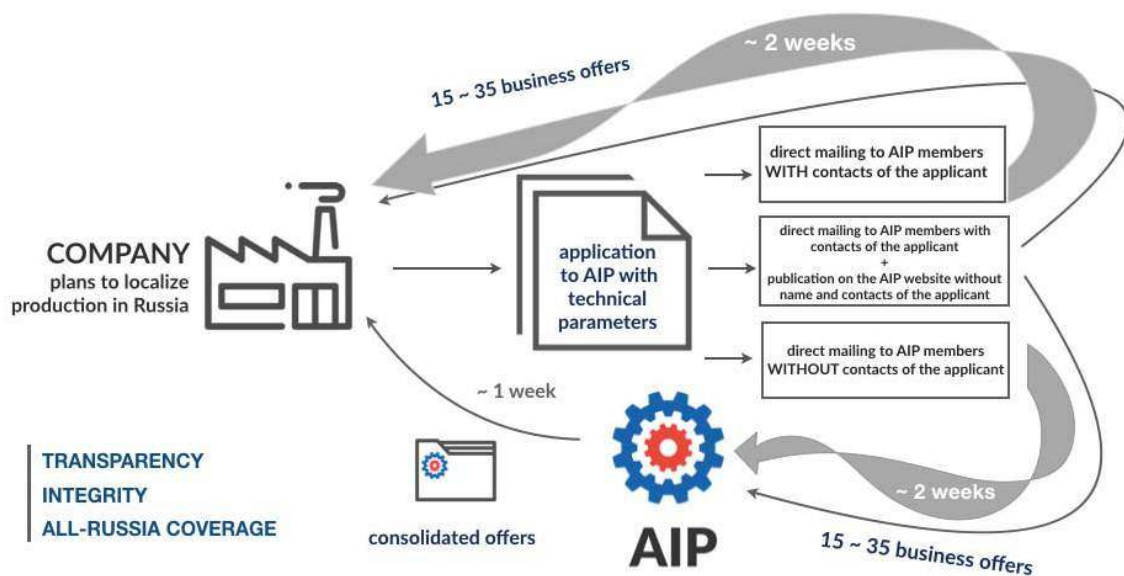 ~ 2 weeks
15 ~ 35 business offers
COMPANY
plans to localize
production in Russia
application
to AIP with
technical
parameters
direct mailing to AIP members
WITH contacts of the applicant
direct mailing to AIP members with
contacts of the applicant
+
publication on the AIP website without
name and contacts of the applicant
direct mailing to AIP members
WITHOUT contacts of the applicant
~ 1 week
TRANSPARENCY
INTEGRITY
ALL-RUSSIA COVERAGE
consolidated offers
AIP
~ 2 weeks
15 ~ 35 business offers